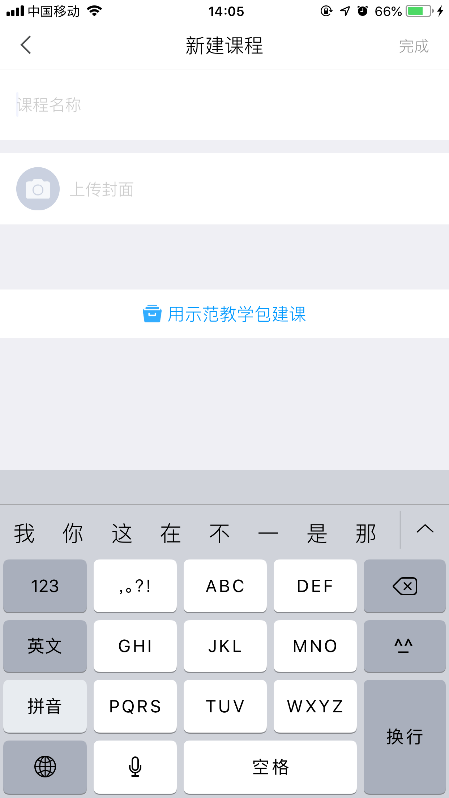 中国移动 14:05 66%
新建课程 完成
课程名称
上传封面
用示范教学包建课
我 你 这 在 不 一 是 那
123 ,。?! ABC DEF
英文 GHI JKL MNO ^^
拼音 PQRS TUV WXYZ 换行
空格